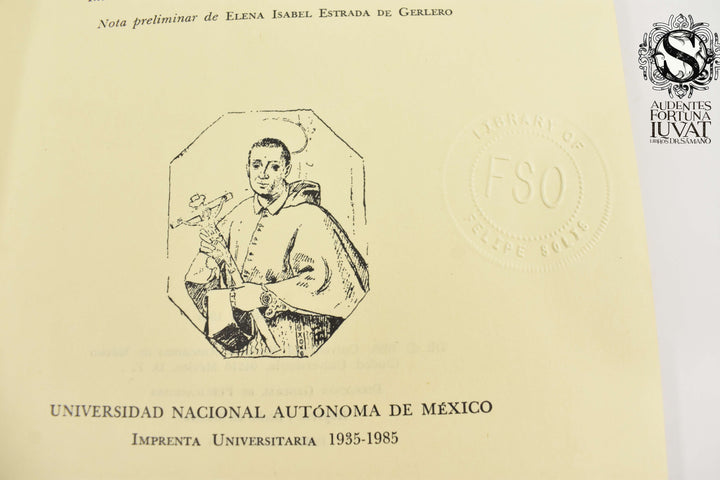 Nota preliminar de ELENA ISABEL ESTRADA DE GERLERO
S
AUDENTES
FORTUNA
IUVAT
LIBROS DR. SÁMANO
LIBRARY OF
FSO
FELIPE SOLIS
UNIVERSIDAD NACIONAL AUTÓNOMA DE MÉXICO
IMPRENTA UNIVERSITARIA 1935-1985